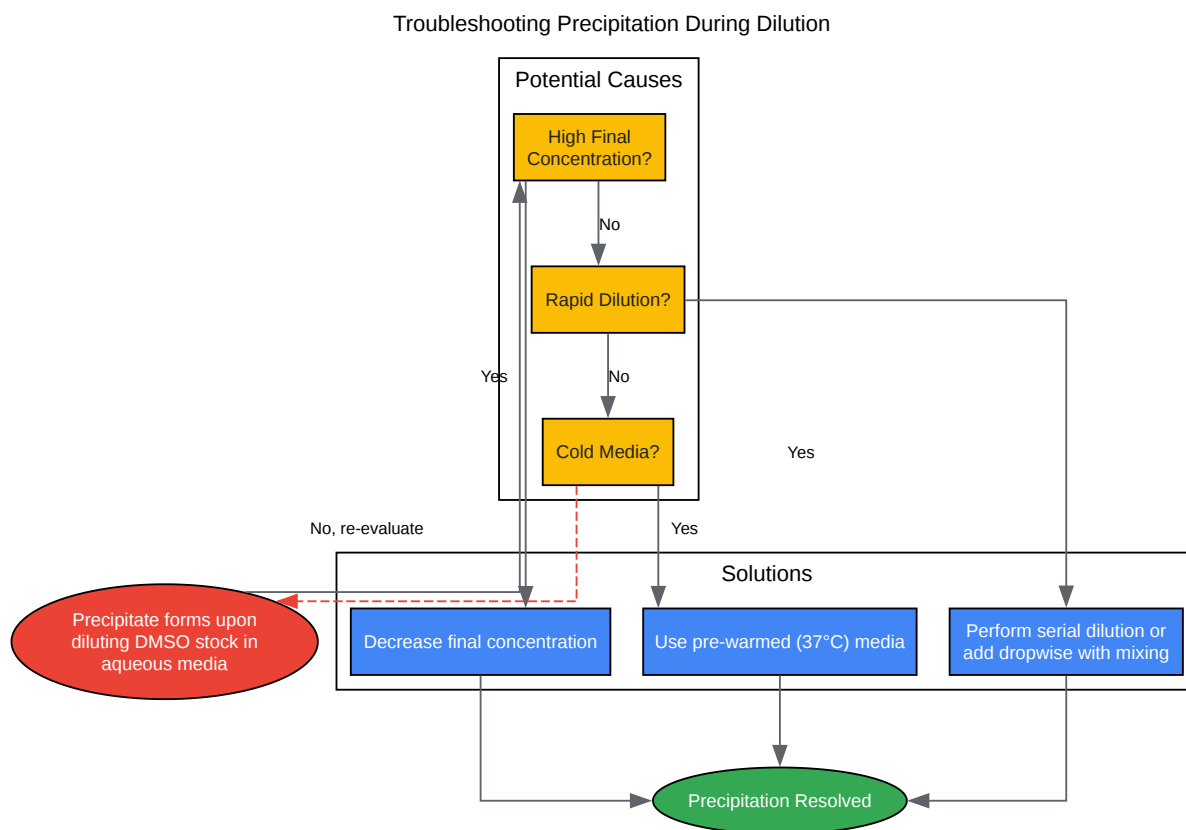 Troubleshooting Precipitation During Dilution
Potential Causes
High Final
Concentration?
No
Rapid Dilution?
Yes
No
Cold Media?
Yes
No, re-evaluate
Yes
Solutions
Precipitate forms upon
diluting DMSO stock in
aqueous media
Decrease final concentration
Use pre-warmed (37°C) media
Perform serial dilution or
add dropwise with mixing
Precipitation Resolved